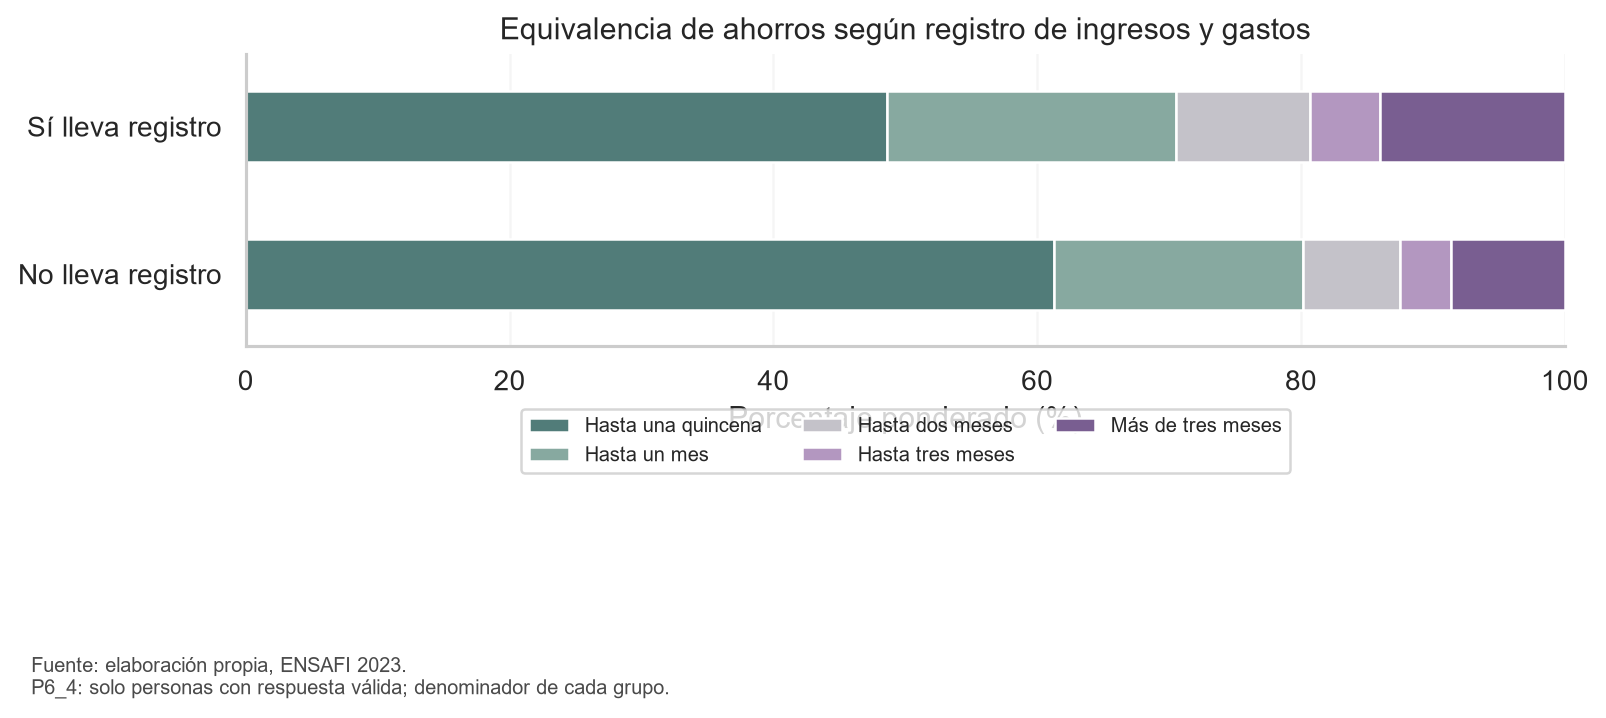 Equivalencia de ahorros según registro de ingresos y gastos
Sí lleva registro
No lleva registro
0 20 40 60 80 100
Porcentaje ponderado (%)
Hasta una quincena Hasta dos meses Más de tres meses
Hasta un mes Hasta tres meses
Fuente: elaboración propia, ENSAFI 2023.
P6_4: solo personas con respuesta válida; denominador de cada grupo.